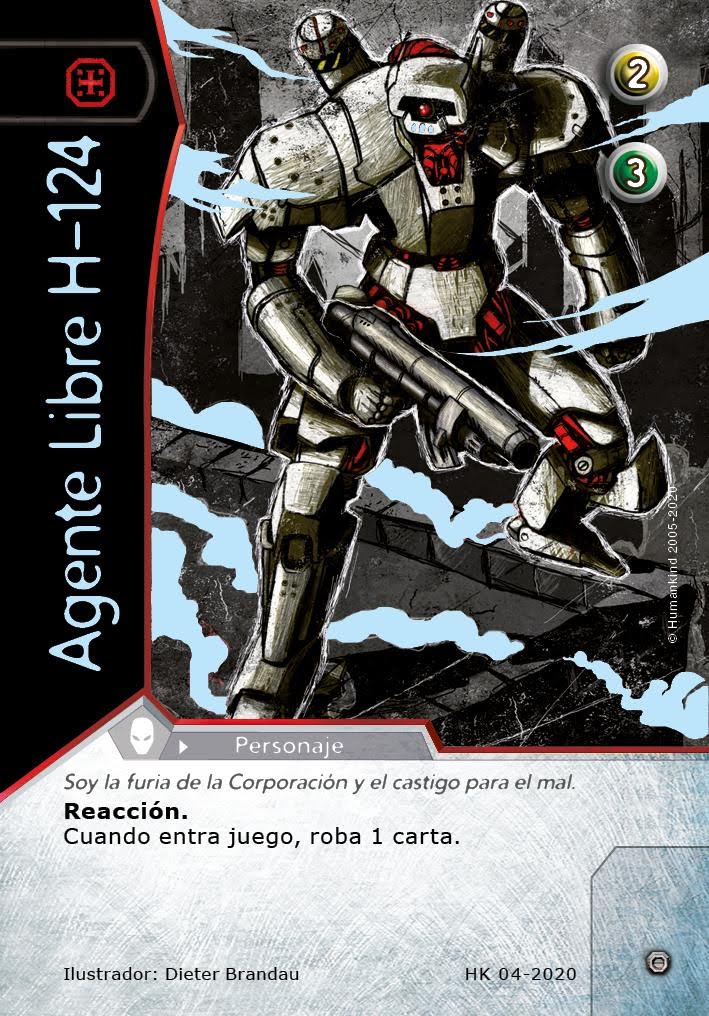 Agente Libre H-124
2
3
© Humankind 2005-2020
Personaje
Soy la furia de la Corporación y el castigo para el mal.
Reacción.
Cuando entra juego, roba 1 carta.
Ilustrador: Dieter Brandau
HK 04-2020